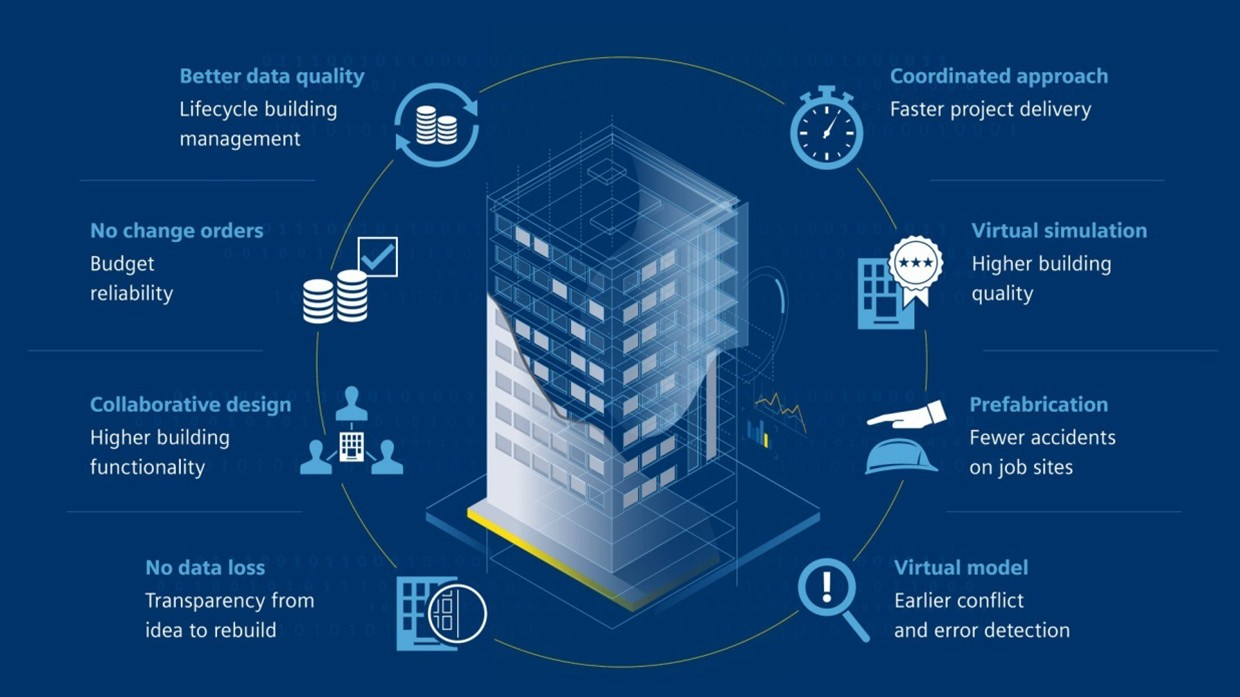 Better data quality
Lifecycle building
management
No change orders
Budget
reliability
Collaborative design
Higher building
functionality
No data loss
Transparency from
idea to rebuild
Coordinated approach
Faster project delivery
Virtual simulation
Higher building
quality
Prefabrication
Fewer accidents
on job sites
Virtual model
Earlier conflict
and error detection